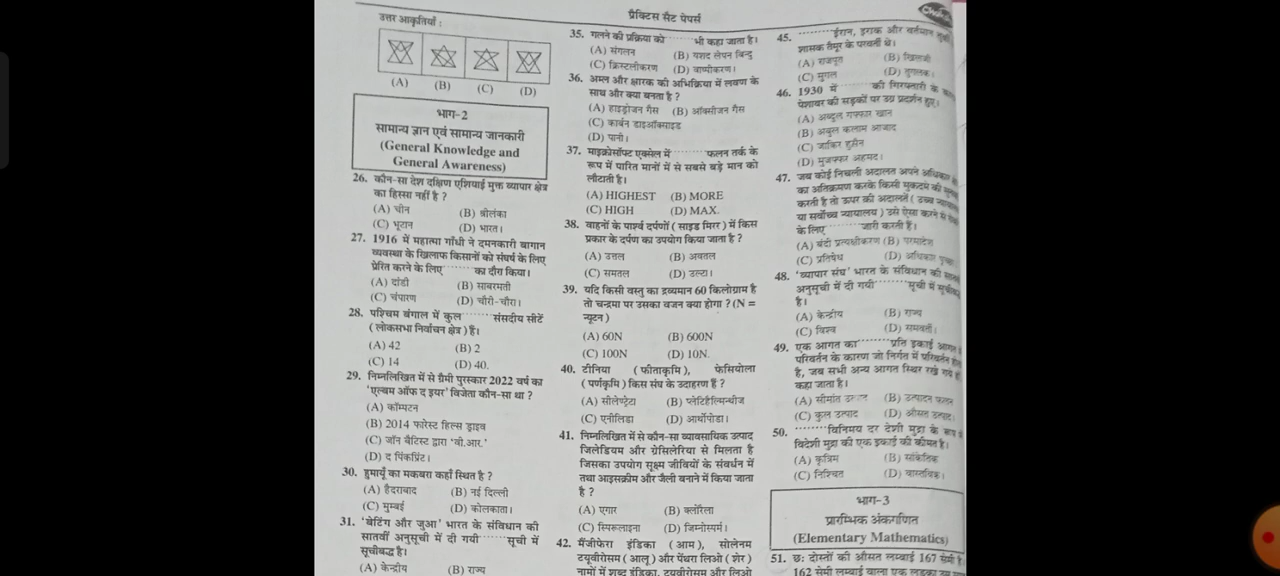 प्रैक्टिस सैट पेपर्स
उत्तर आकृतियाँ :
(A) (B) (C) (D)
भाग-2
सामान्य ज्ञान एवं सामान्य जानकारी
(General Knowledge and
General Awareness)
26. कौन-सा देश दक्षिण एशियाई मुक्त व्यापार क्षेत्र
का हिस्सा नहीं है ?
(A) चीन (B) श्रीलंका
(C) भूटान (D) भारत।
27. 1916 में महात्मा गाँधी ने दमनकारी बागान
व्यवस्था के खिलाफ किसानों को संघर्ष के लिए
प्रेरित करने के लिए ········ का दौरा किया।
(A) दांडी (B) साबरमती
(C) चंपारण (D) चौरी-चौरा।
28. पश्चिम बंगाल में कुल ········ संसदीय सीटें
(लोकसभा निर्वाचन क्षेत्र) हैं।
(A) 42 (B) 2
(C) 14 (D) 40.
29. निम्नलिखित में से ग्रैमी पुरस्कार 2022 वर्ष का
'एल्बम ऑफ द इयर' विजेता कौन-सा था ?
(A) कॉम्पटन
(B) 2014 फारेस्ट हिल्स ड्राइव
(C) जॉन बैटिस्ट द्वारा 'वी.आर.'
(D) द पिंकप्रिंट।
30. हुमायूँ का मकबरा कहाँ स्थित है ?
(A) हैदराबाद (B) नई दिल्ली
(C) मुम्बई (D) कोलकाता।
31. 'बेटिंग और जुआ' भारत के संविधान की
सातवीं अनुसूची में दी गयी ········ सूची में
सूचीबद्ध है।
(A) केन्द्रीय (B) राज्य
35. गलने की प्रक्रिया को ········ भी कहा जाता है।
(A) संगलन (B) यशद लेपन बिन्दु
(C) क्रिस्टलीकरण (D) वाष्पीकरण।
36. अम्ल और क्षारक की अभिक्रिया में लवण के
साथ और क्या बनता है ?
(A) हाइड्रोजन गैस (B) ऑक्सीजन गैस
(C) कार्बन डाइऑक्साइड
(D) पानी।
37. माइक्रोसॉफ्ट एक्सेल में ········ फलन तर्क के
रूप में पारित मानों में से सबसे बड़े मान को
लौटाती है।
(A) HIGHEST (B) MORE
(C) HIGH (D) MAX.
38. वाहनों के पार्श्व दर्पणों (साइड मिरर) में किस
प्रकार के दर्पण का उपयोग किया जाता है ?
(A) उत्तल (B) अवतल
(C) समतल (D) उल्टा।
39. यदि किसी वस्तु का द्रव्यमान 60 किलोग्राम है
तो चन्द्रमा पर उसका वजन क्या होगा ? (N =
न्यूटन)
(A) 60N (B) 600N
(C) 100N (D) 10N.
40. टीनिया (फीताकृमि), फेसियोला
(पर्णकृमि) किस संघ के उदाहरण हैं ?
(A) सीलेण्ट्रेटा (B) प्लेटिहैल्मिन्थीज
(C) एनीलिडा (D) आर्थोपोडा।
41. निम्नलिखित में से कौन-सा व्यावसायिक उत्पाद
जिलेडियम और ग्रेसिलेरिया से मिलता है
जिसका उपयोग सूक्ष्म जीवियों के संवर्धन में
तथा आइसक्रीम और जैली बनाने में किया जाता
है ?
(A) एगार (B) क्लोरैला
(C) स्पिरूलाइना (D) जिम्नोस्पर्म।
42. मैंजीफेरा इंडिका (आम), सोलेनम
ट्यूबीरोसम (आलू) और पेंथरा लिओ (शेर)
नामों में शब्द इंडिका, ट्यूबीरोसम और लिओ
45. ········ ईरान, इराक और वर्तमान तुर्की
शासक तैमूर के परवर्ती थे।
(A) राजपूत (B) खिलजी
(C) मुगल (D) तुगलक।
46. 1930 में ········ की गिरफ्तारी के
पेशावर की सड़कों पर उग्र प्रदर्शन हुए।
(A) अब्दुल गफ्फार खान
(B) अबुल कलाम आजाद
(C) जाकिर हुसैन
(D) मुजफ्फर अहमद।
47. जब कोई निचली अदालत अपने अधिकार
का अतिक्रमण करके किसी मुकदमे की
करती है तो ऊपर की अदालतें (उच्च न्यायालय
या सर्वोच्च न्यायालय) उसे ऐसा करने से
के लिए ········ जारी करती हैं।
(A) बंदी प्रत्यक्षीकरण (B) परमादेश
(C) प्रतिषेध (D) अधिकार पृच्छा
48. 'व्यापार संघ' भारत के संविधान की
अनुसूची में दी गयी ········ सूची में
है।
(A) केन्द्रीय (B) राज्य
(C) विश्व (D) समवर्ती।
49. एक आगत का ········ प्रति इकाई आगत
परिवर्तन के कारण जो निर्गत में परिवर्तन
है, जब सभी अन्य आगत स्थिर रखे गये
कहा जाता है।
(A) सीमांत उत्पाद (B) उत्पादन फलन
(C) कुल उत्पाद (D) औसत उत्पाद।
50. ········ विनिमय दर देशी मुद्रा के रूप में
विदेशी मुद्रा की एक इकाई की कीमत है।
(A) कृत्रिम (B) सांकेतिक
(C) निश्चित (D) वास्तविक।
भाग-3
प्रारम्भिक अंकगणित
(Elementary Mathematics)
51. छः दोस्तों की औसत लम्बाई 167 सेमी है
162 सेमी लम्बाई वाला एक लड़का